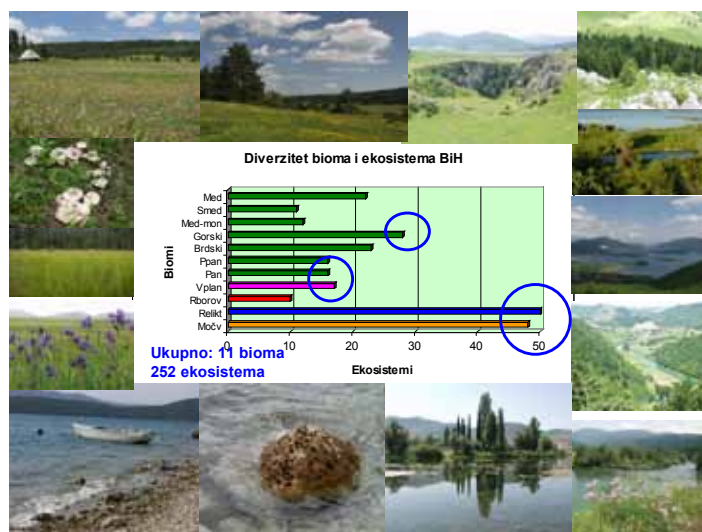 Diverzitet bioma i ekosistema BiH
Biomi
Med
Smed
Med-mon
Gorski
Brdski
Ppan
Pan
Vplan
Rborov
Relikt
Močv
0 10 20 30 40 50
Ekosistemi
Ukupno: 11 bioma
252 ekosistema